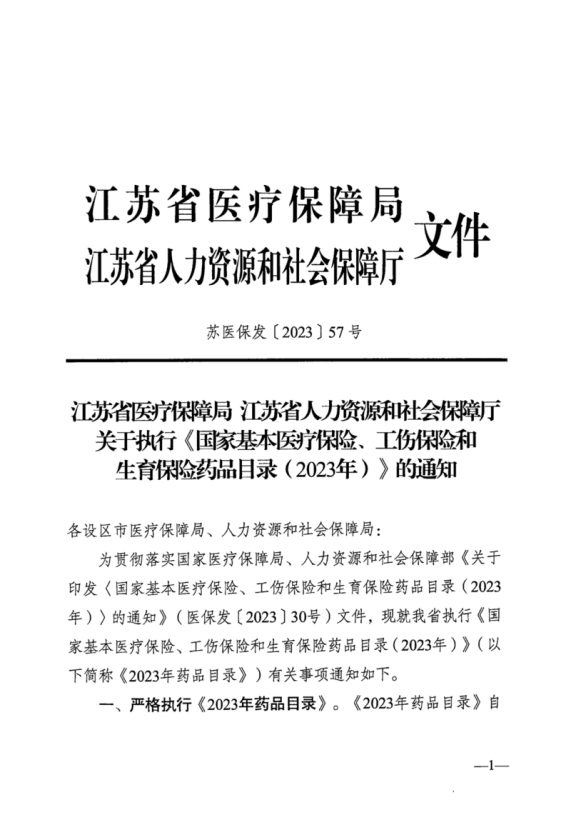 江苏省医疗保障局
江苏省人力资源和社会保障厅
文件
苏医保发〔2023〕57号
江苏省医疗保障局 江苏省人力资源和社会保障厅
关于执行《国家基本医疗保险、工伤保险和
生育保险药品目录（2023年）》的通知
各设区市医疗保障局、人力资源和社会保障局：
为贯彻落实国家医疗保障局、人力资源和社会保障部《关于
印发〈国家基本医疗保险、工伤保险和生育保险药品目录（2023
年）〉的通知》（医保发〔2023〕30号）文件，现就我省执行《国
家基本医疗保险、工伤保险和生育保险药品目录（2023年）》（以
下简称《2023年药品目录》）有关事项通知如下。
一、严格执行《2023年药品目录》。《2023年药品目录》自
—1—